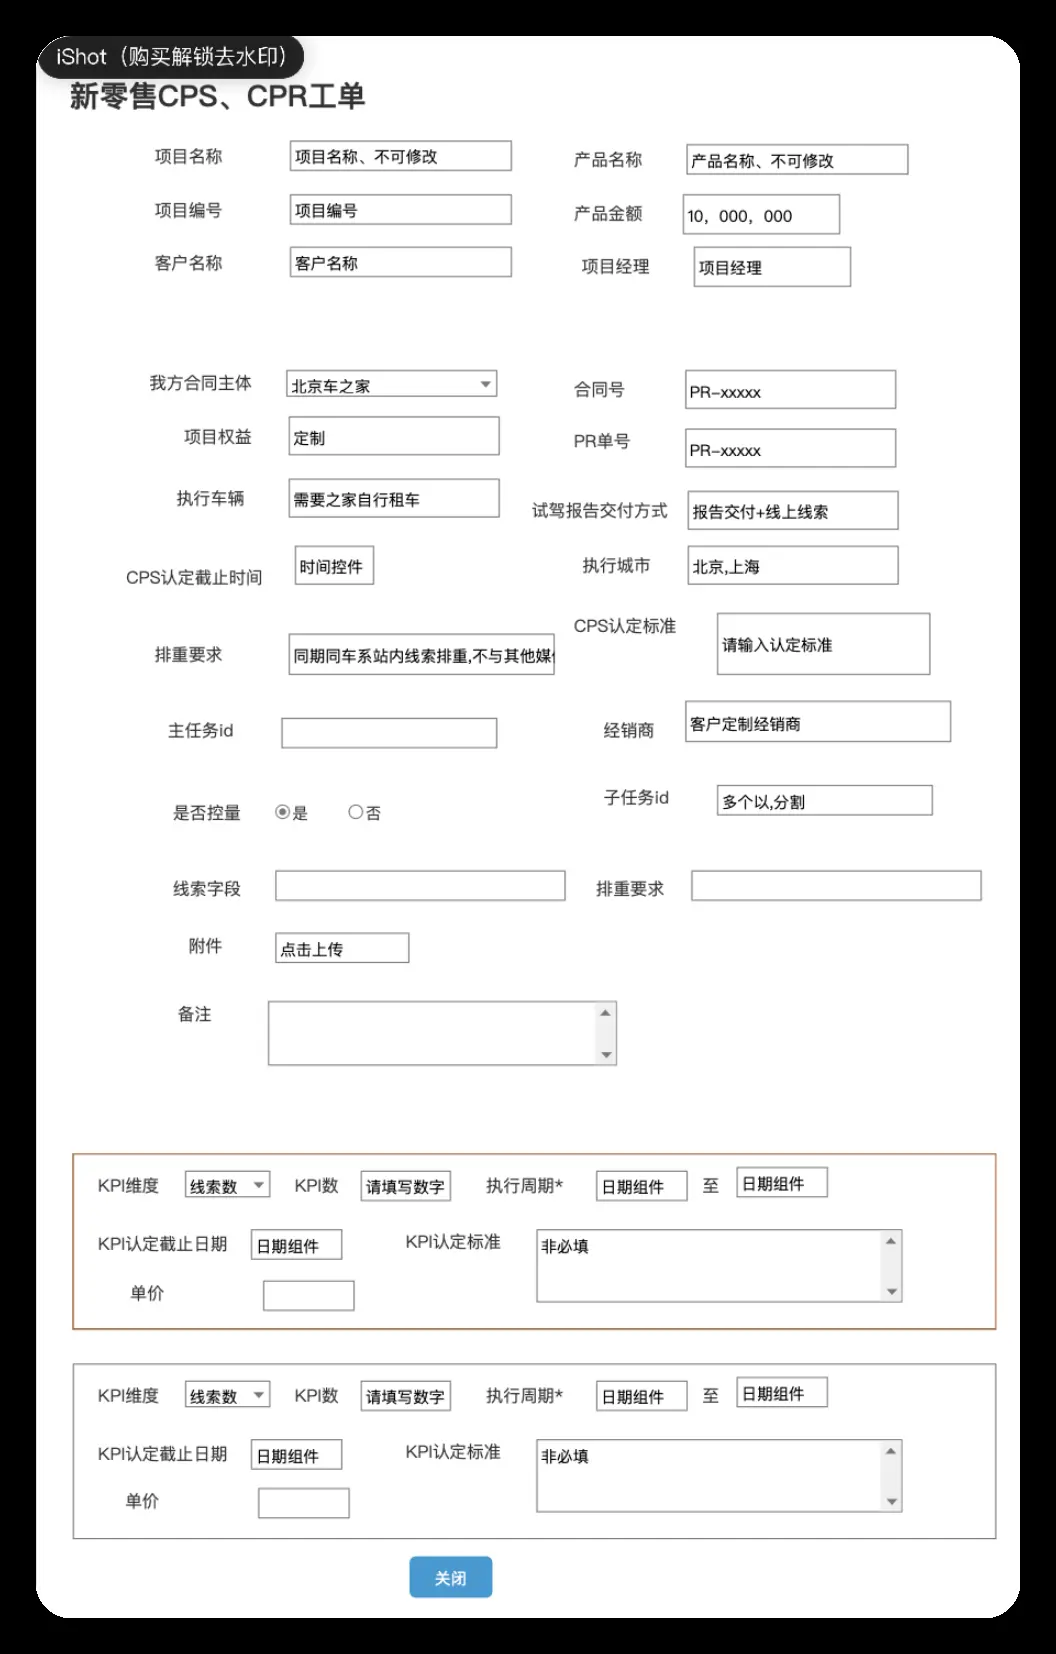 iShot（购买解锁去水印）
新零售CPS、CPR工单
项目名称 项目名称、不可修改 产品名称 产品名称、不可修改
项目编号 项目编号 产品金额 10，000，000
客户名称 客户名称 项目经理 项目经理
我方合同主体 北京车之家 合同号 PR-xxxxx
项目权益 定制 PR单号 PR-xxxxx
执行车辆 需要之家自行租车 试驾报告交付方式 报告交付+线上线索
CPS认定截止时间 时间控件 执行城市 北京,上海
CPS认定标准 请输入认定标准
排重要求 同期同车系站内线索排重,不与其他媒
主任务id 经销商 客户定制经销商
是否控量 是 否 子任务id 多个以,分割
线索字段 排重要求
附件 点击上传
备注
KPI维度 线索数 KPI数 请填写数字 执行周期* 日期组件 至 日期组件
KPI认定截止日期 日期组件 KPI认定标准 非必填
单价
KPI维度 线索数 KPI数 请填写数字 执行周期* 日期组件 至 日期组件
KPI认定截止日期 日期组件 KPI认定标准 非必填
单价
关闭